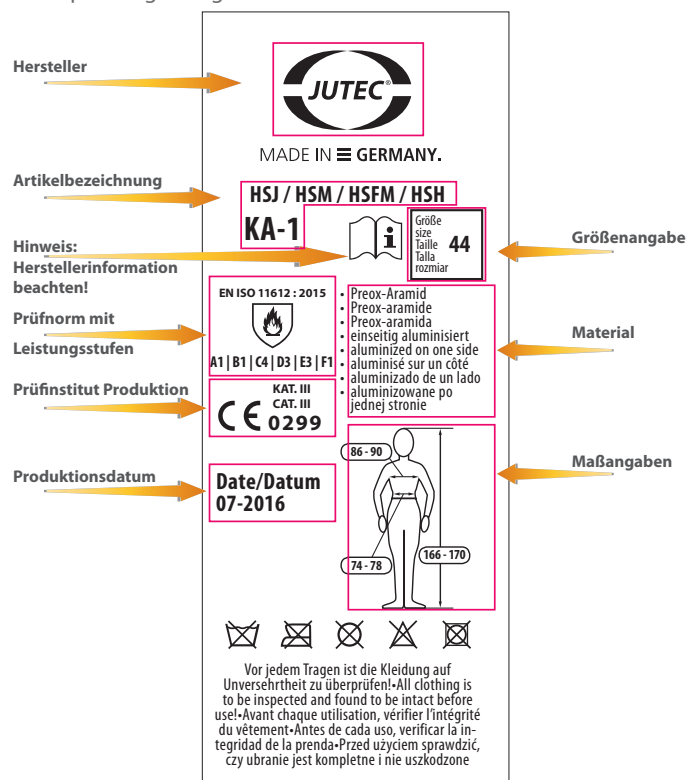 Hersteller
JUTEC®
MADE IN GERMANY.
Artikelbezeichnung
HSJ / HSM / HSFM / HSH
KA-1
Hinweis:
Herstellerinformation
beachten!
i
Größe
size
Taille
Talla
rozmiar
44
Größenangabe
Prüfnorm mit
Leistungsstufen
EN ISO 11612 : 2015
A1 | B1 | C4 | D3 | E3 | F1
• Preox-Aramid
• Preox-aramide
• Preox-aramida
• einseitig aluminisiert
• aluminized on one side
• aluminisé sur un côté
• aluminizado de un lado
• aluminizowane po
jednej stronie
Material
Prüfinstitut Produktion
CE
KAT. III
CAT. III
0299
Produktionsdatum
Date/Datum
07-2016
86 - 90
74 - 78
166 - 170
Maßangaben
Vor jedem Tragen ist die Kleidung auf
Unversehrtheit zu überprüfen!•All clothing is
to be inspected and found to be intact before
use!•Avant chaque utilisation, vérifier l'intégrité
du vêtement•Antes de cada uso, verificar la in-
tegridad de la prenda•Przed użyciem sprawdzić,
czy ubranie jest kompletne i nie uszkodzone